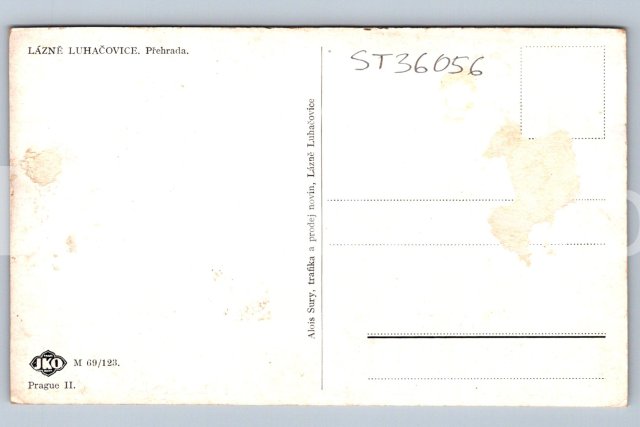 LÁZNĚ LUHAČOVICE. Přehrada.
ST36056
Alois Sury, trafika a prodej novin, Lázně Luhačovice
JKO M 69/123.
Prague II.